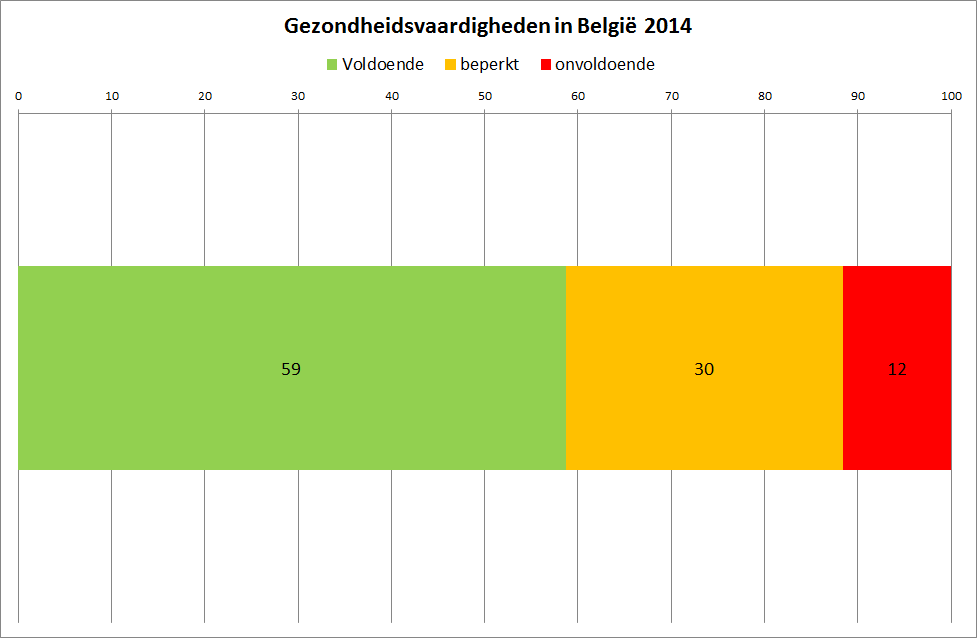 Gezondheidsvaardigheden in België 2014
Voldoende beperkt onvoldoende
0 10 20 30 40 50 60 70 80 90 100
59 30 12